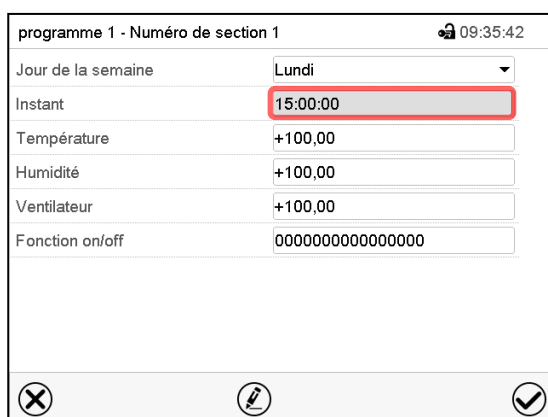 programme 1 - Numéro de section 1 09:35:42
Jour de la semaine Lundi
Instant 15:00:00
Température +100,00
Humidité +100,00
Ventilateur +100,00
Fonction on/off 0000000000000000